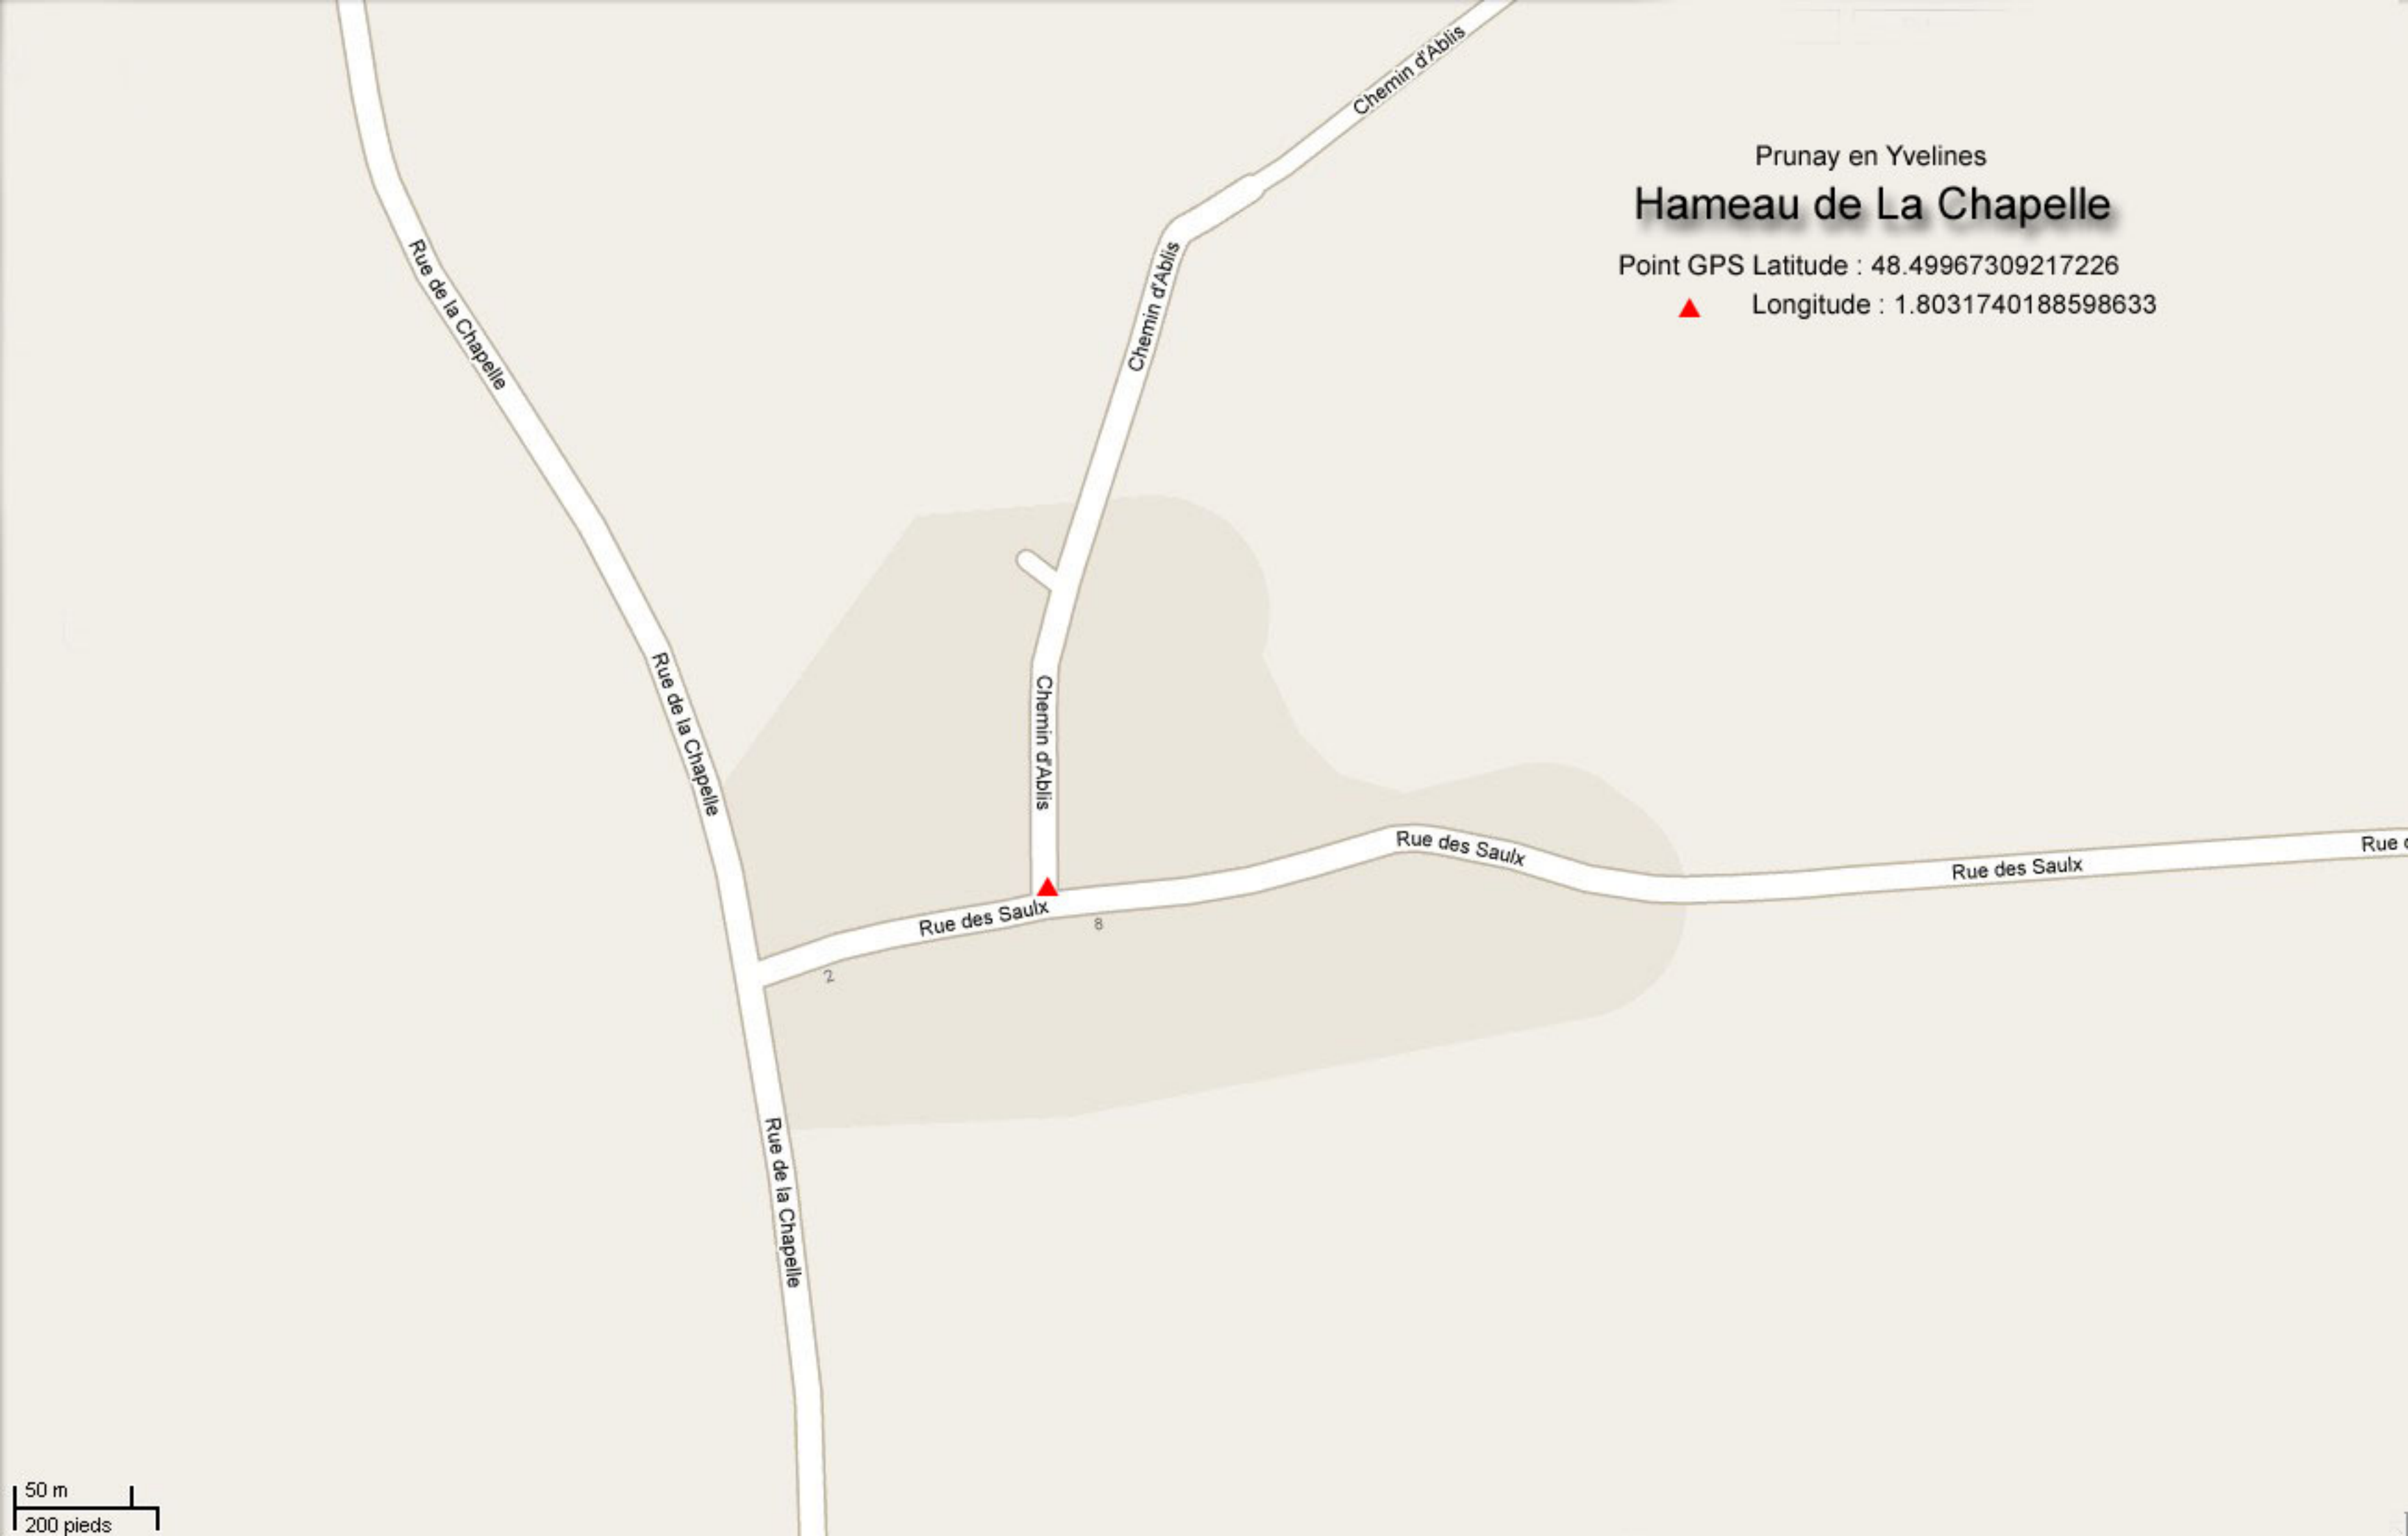 Chemin d'Ablis
Prunay en Yvelines
Hameau de La Chapelle
Point GPS Latitude : 48.49967309217226
Longitude : 1.8031740188598633
Rue de la Chapelle
Chemin d'Ablis
Rue de la Chapelle
Chemin d'Ablis
Rue des Saulx
Rue des Saulx
Rue
Rue des Saulx
8
2
Rue de la Chapelle
50 m
200 pieds